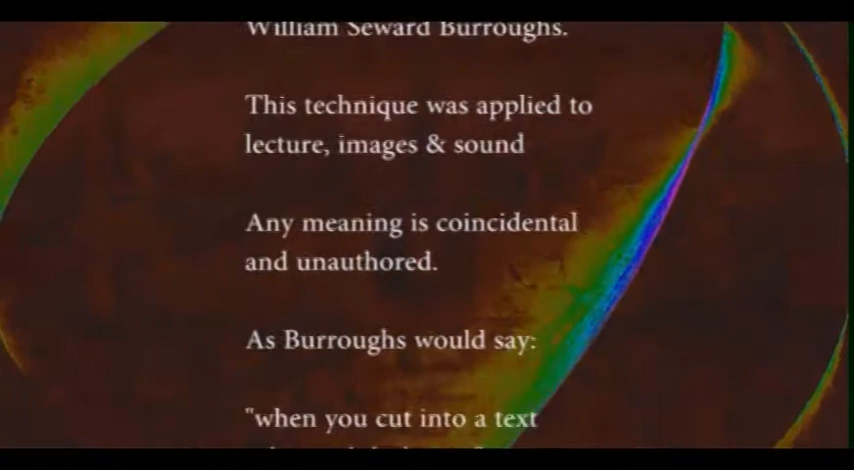 William Seward Burroughs.
This technique was applied to
lecture, images & sound
Any meaning is coincidental
and unauthored.
As Burroughs would say:
"when you cut into a text